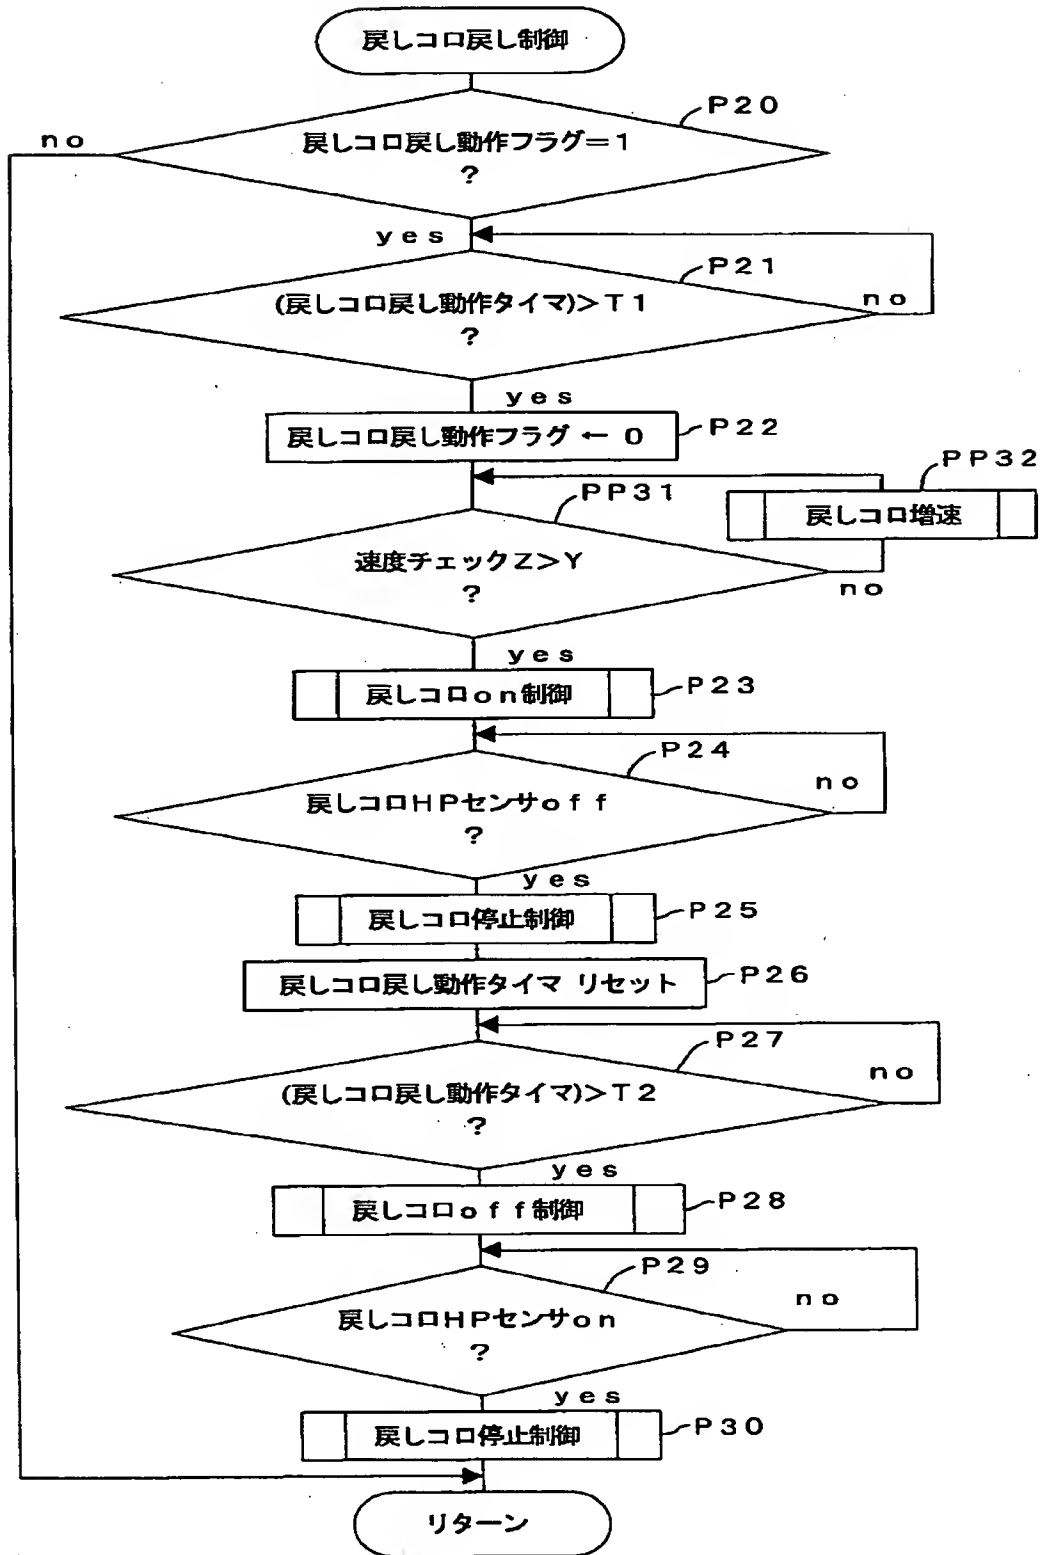 戻しコロ戻し制御
P20
no
戻しコロ戻し動作フラグ=1
?
yes
P21
(戻しコロ戻し動作タイマ)>T1
no
?
yes
戻しコロ戻し動作フラグ ← 0
P22
PP32
PP31
戻しコロ増速
速度チェックZ>Y
?
no
yes
戻しコロon制御
P23
P24
no
戻しコロHPセンサoff
?
yes
戻しコロ停止制御
P25
戻しコロ戻し動作タイマ リセット
P26
P27
no
(戻しコロ戻し動作タイマ)>T2
?
yes
戻しコロoff制御
P28
P29
no
戻しコロHPセンサon
?
yes
戻しコロ停止制御
P30
リターン